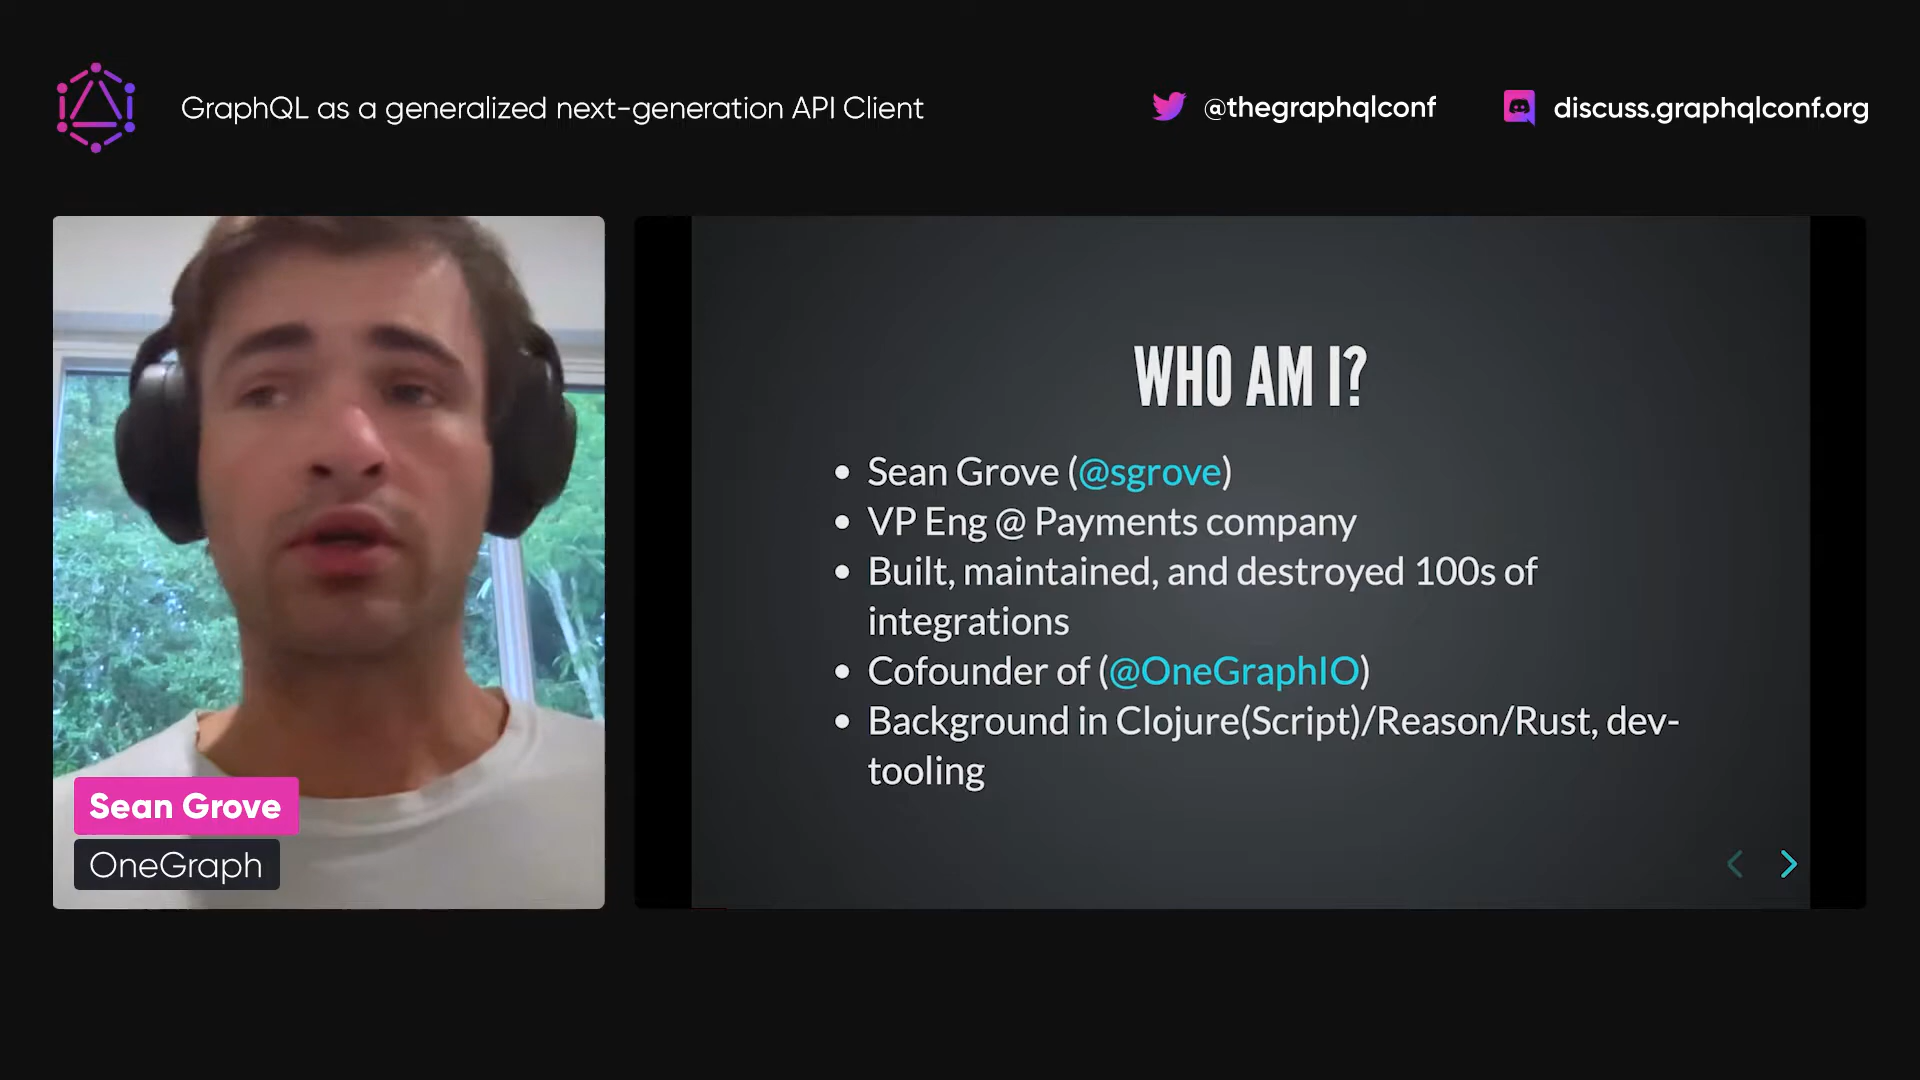 GraphQL as a generalized next-generation API Client
@thegraphqlconf
discuss.graphqlconf.org
WHO AM I?
Sean Grove (@sgrove)
VP Eng @ Payments company
Built, maintained, and destroyed 100s of
integrations
Cofounder of (@OneGraphIO)
Background in Clojure(Script)/Reason/Rust, dev-
tooling
Sean Grove
OneGraph